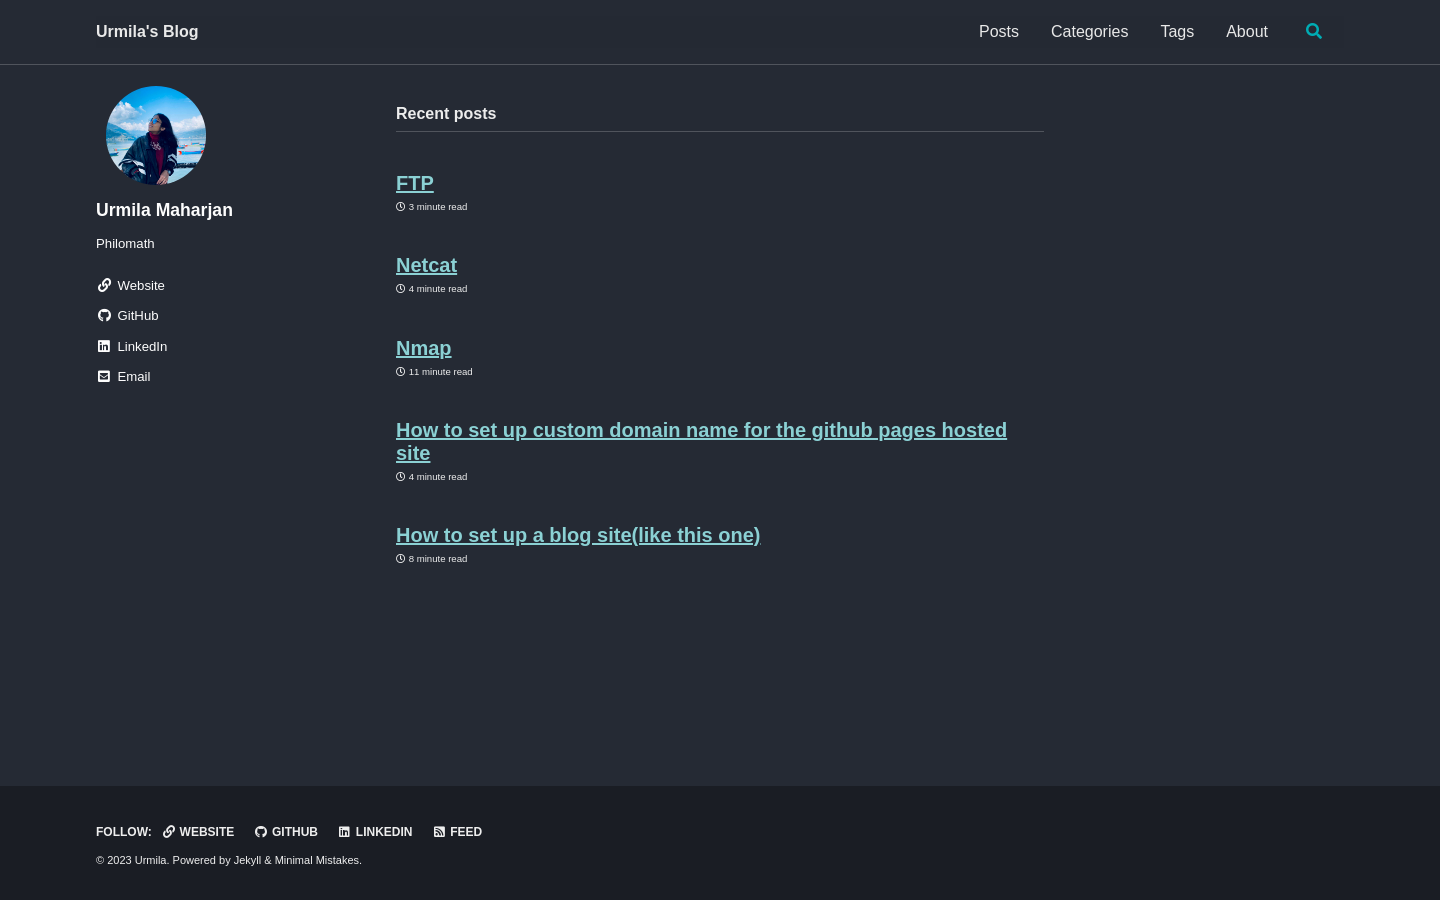 Urmila's Blog
Posts
Categories
Tags
About
Urmila Maharjan
Philomath
Website
GitHub
LinkedIn
Email
Recent posts
FTP
3 minute read
Netcat
4 minute read
Nmap
11 minute read
How to set up custom domain name for the github pages hosted
site
4 minute read
How to set up a blog site(like this one)
8 minute read
FOLLOW: WEBSITE GITHUB LINKEDIN FEED
© 2023 Urmila. Powered by Jekyll & Minimal Mistakes.